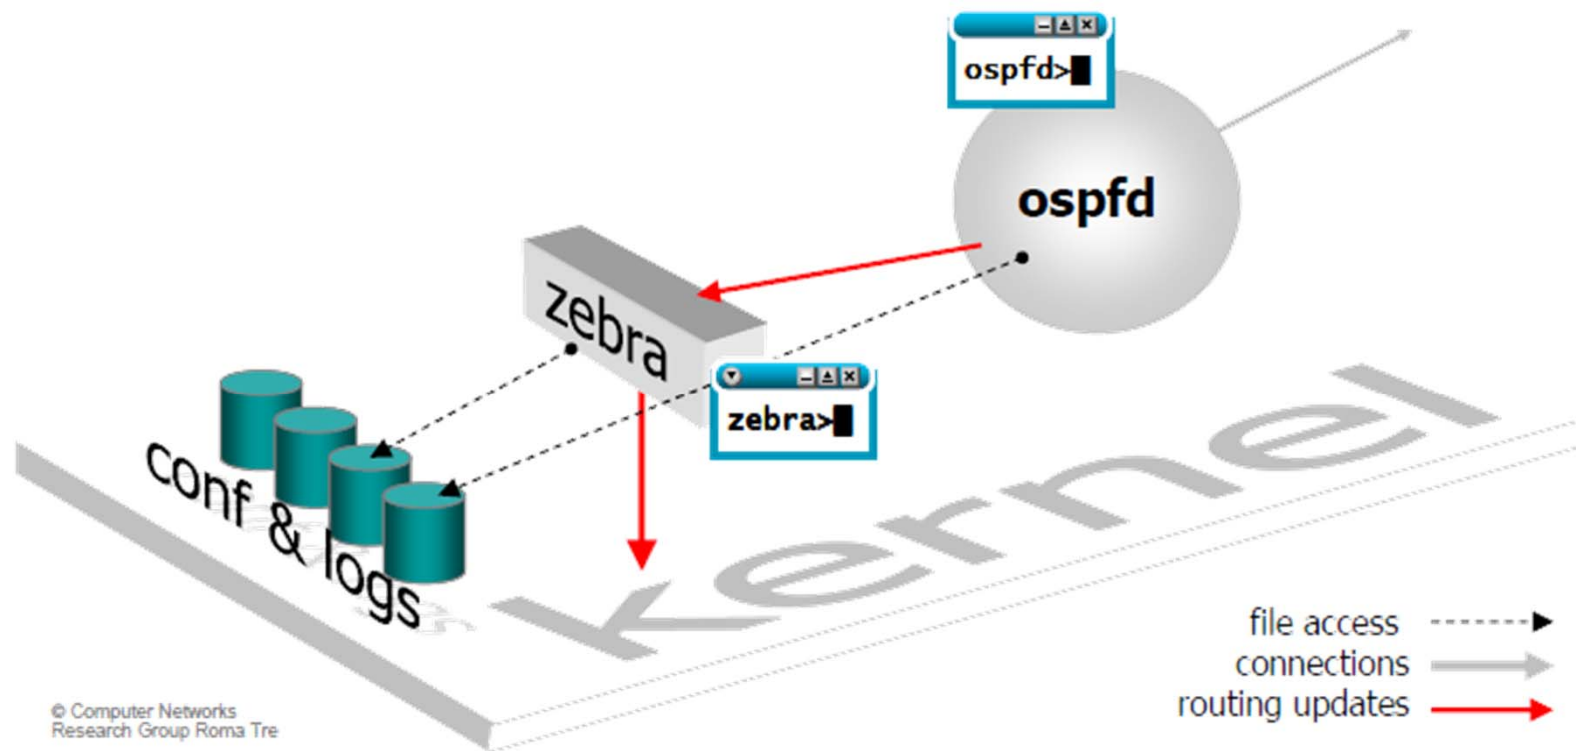 ospfd>
ospfd
zebra
zebra>
conf & logs
kernel
file access
connections
routing updates
© Computer Networks
Research Group Roma Tre